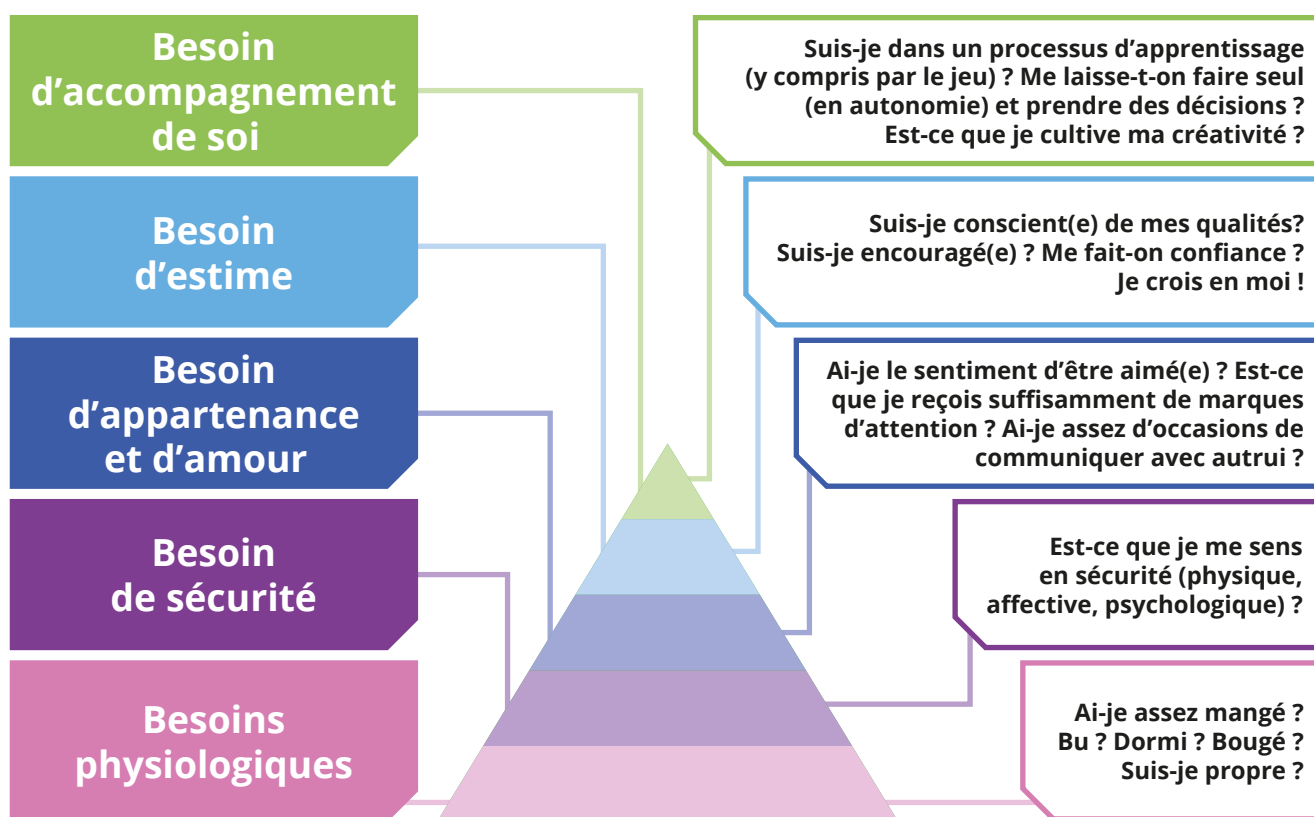 Besoin
d’accompagnement
de soi
Suis-je dans un processus d’apprentissage
(y compris par le jeu) ? Me laisse-t-on faire seul
(en autonomie) et prendre des décisions ?
Est-ce que je cultive ma créativité ?
Besoin
d’estime
Suis-je conscient(e) de mes qualités?
Suis-je encouragé(e) ? Me fait-on confiance ?
Je crois en moi !
Besoin
d’appartenance
et d’amour
Ai-je le sentiment d’être aimé(e) ? Est-ce
que je reçois suffisamment de marques
d’attention ? Ai-je assez d’occasions de
communiquer avec autrui ?
Besoin
de sécurité
Est-ce que je me sens
en sécurité (physique,
affective, psychologique) ?
Besoins
physiologiques
Ai-je assez mangé ?
Bu ? Dormi ? Bougé ?
Suis-je propre ?